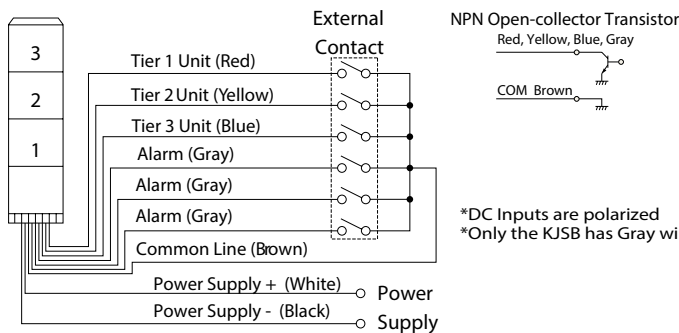 External
Contact
NPN Open-collector Transistor
Red, Yellow, Blue, Gray
COM Brown
3
2
1
Tier 1 Unit (Red)
Tier 2 Unit (Yellow)
Tier 3 Unit (Blue)
Alarm (Gray)
Alarm (Gray)
Alarm (Gray)
Common Line (Brown)
Power Supply + (White)
Power Supply - (Black)
Power
Supply
*DC Inputs are polarized
*Only the KJSB has Gray wi